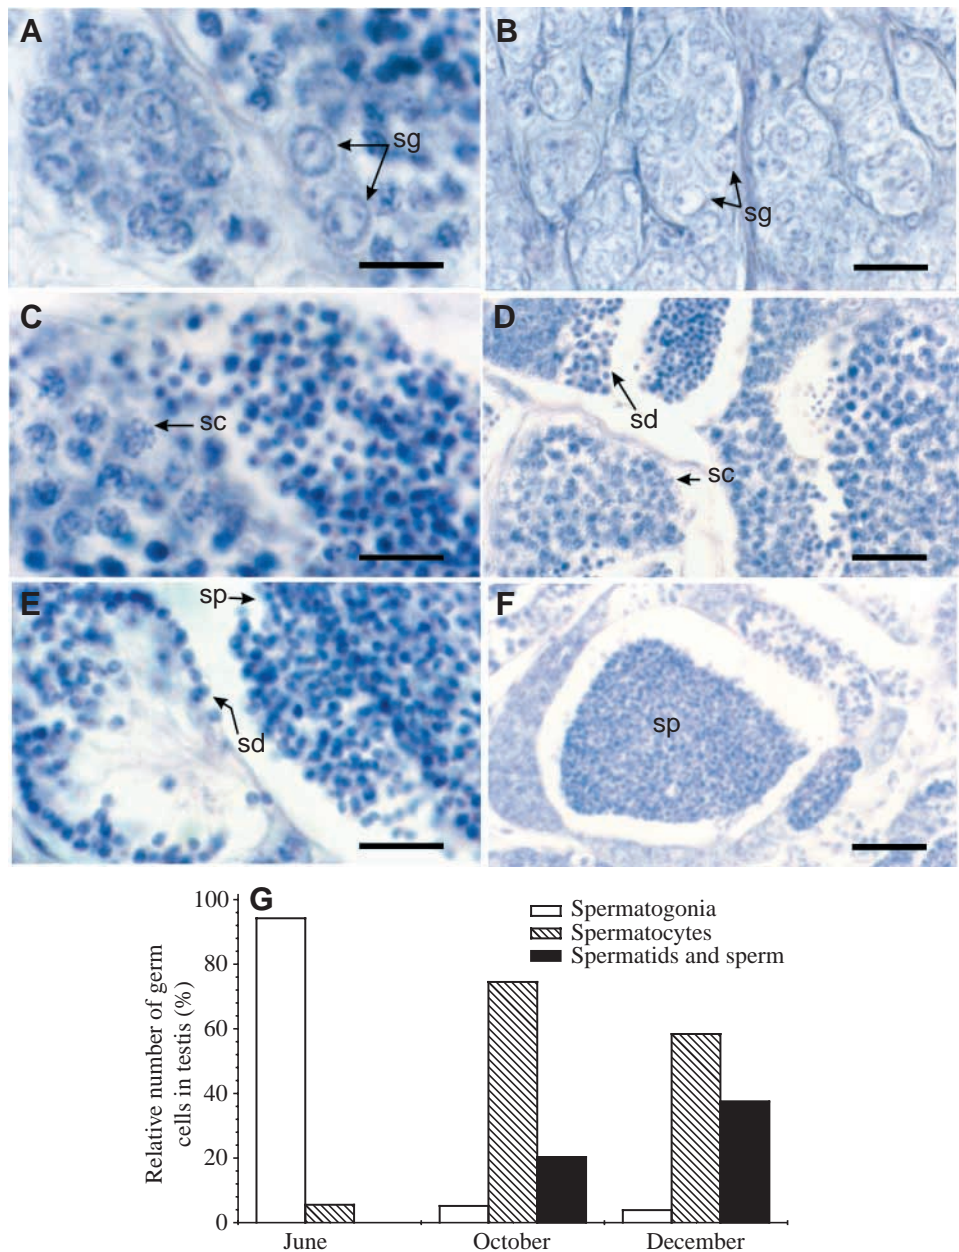 A
sg
B
sg
C
sc
D
sd
sc
E
sp
sd
F
sp
G
Relative number of germ
cells in testis (%)
100
80
60
40
20
0
Spermatogonia
Spermatocytes
Spermatids and sperm
June
October
December